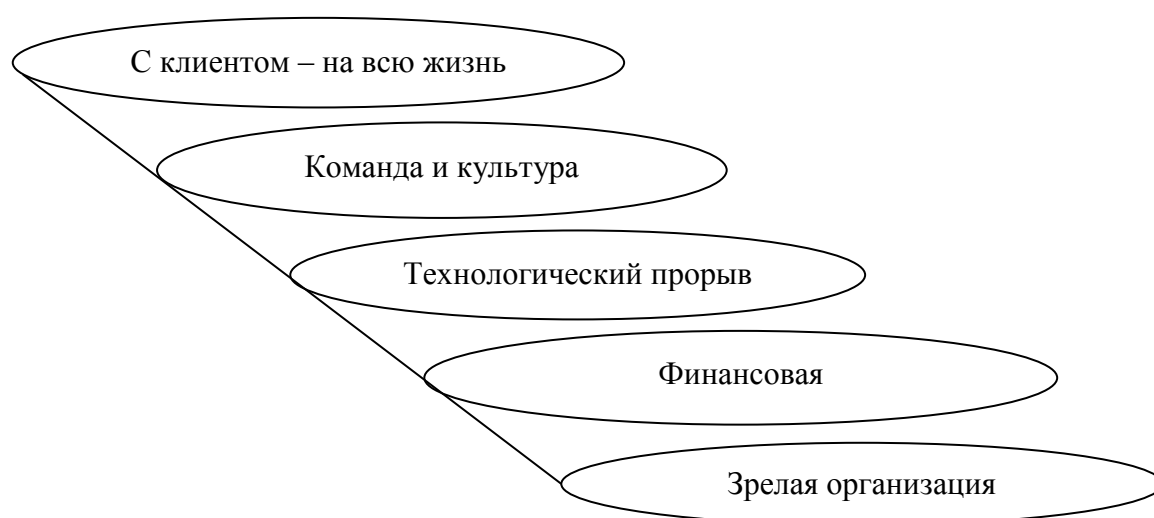 С клиентом – на всю жизнь
Команда и культура
Технологический прорыв
Финансовая
Зрелая организация